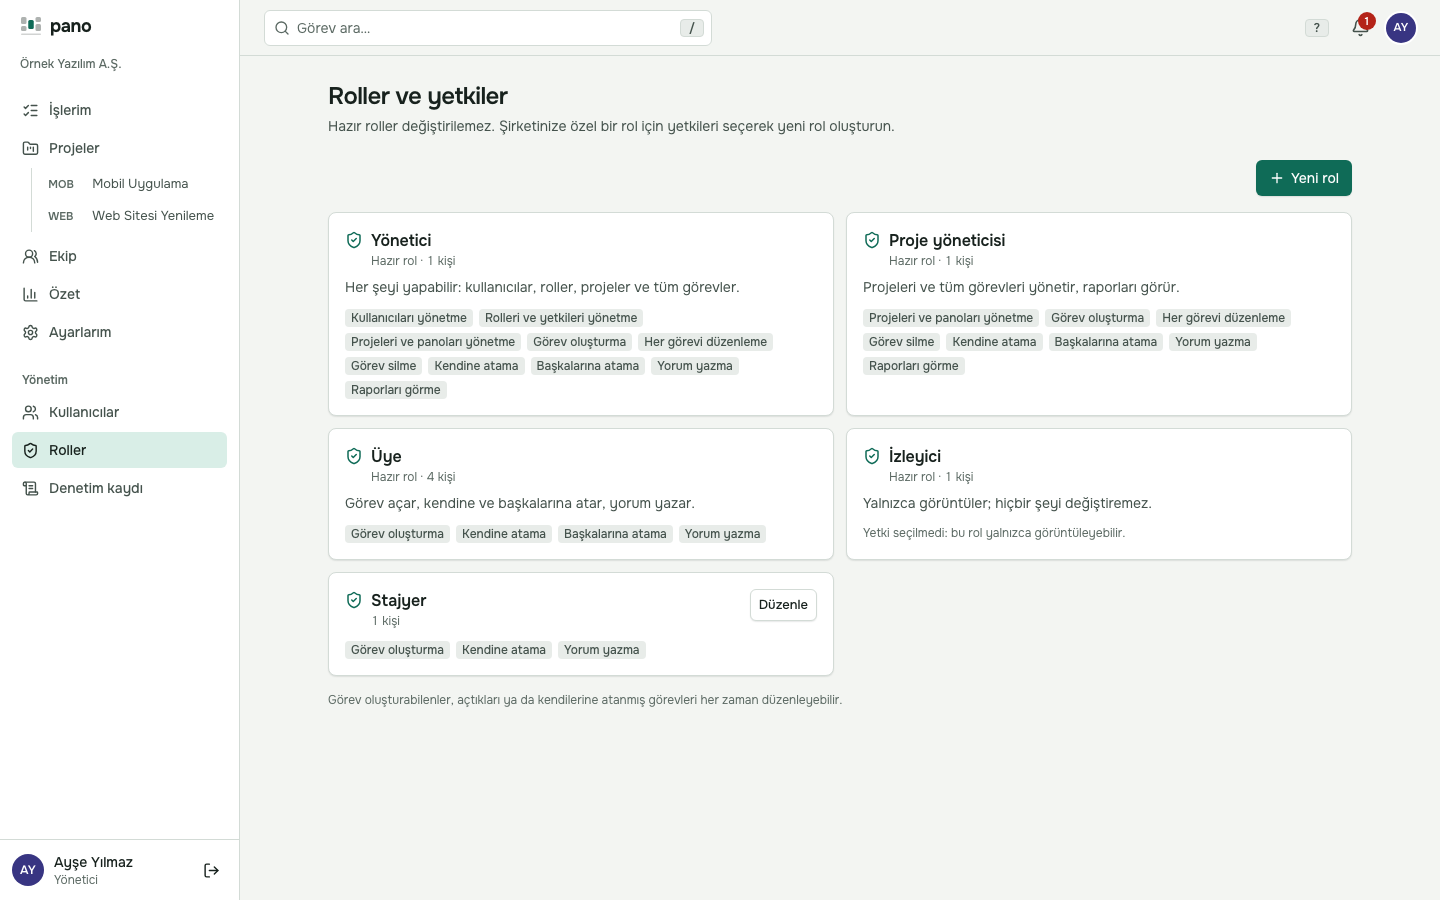 pano
Örnek Yazılım A.Ş.
İşlerim
Projeler
MOB Mobil Uygulama
WEB Web Sitesi Yenileme
Ekip
Özet
Ayarlarım
Yönetim
Kullanıcılar
Roller
Denetim kaydı
AY
Ayşe Yılmaz
Yönetici
Görev ara...
/
?
1
AY
Roller ve yetkiler
Hazır roller değiştirilemez. Şirketinize özel bir rol için yetkileri seçerek yeni rol oluşturun.
Yeni rol
Yönetici
Hazır rol · 1 kişi
Her şeyi yapabilir: kullanıcılar, roller, projeler ve tüm görevler.
Kullanıcıları yönetme Rolleri ve yetkileri yönetme
Projeleri ve panoları yönetme Görev oluşturma Her görevi düzenleme
Görev silme Kendine atama Başkalarına atama Yorum yazma
Raporları görme
Proje yöneticisi
Hazır rol · 1 kişi
Projeleri ve tüm görevleri yönetir, raporları görür.
Projeleri ve panoları yönetme Görev oluşturma Her görevi düzenleme
Görev silme Kendine atama Başkalarına atama Yorum yazma
Raporları görme
Üye
Hazır rol · 4 kişi
Görev açar, kendine ve başkalarına atar, yorum yazar.
Görev oluşturma Kendine atama Başkalarına atama Yorum yazma
İzleyici
Hazır rol · 1 kişi
Yalnızca görüntüler; hiçbir şeyi değiştiremez.
Yetki seçilmedi: bu rol yalnızca görüntüleyebilir.
Stajyer
1 kişi
Düzenle
Görev oluşturma Kendine atama Yorum yazma
Görev oluşturabilenler, açtıkları ya da kendilerine atanmış görevleri her zaman düzenleyebilir.